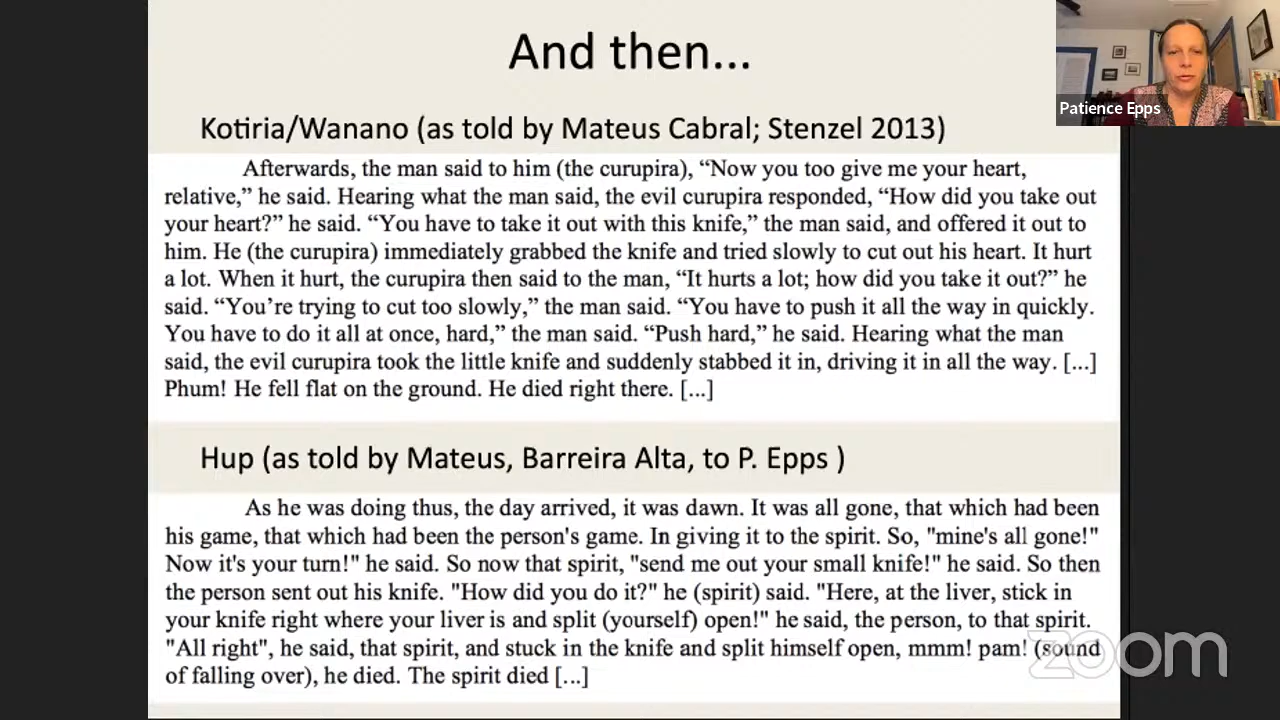 And then...
Patience Epps
Kotiria/Wanano (as told by Mateus Cabral; Stenzel 2013)
Afterwards, the man said to him (the curupira), “Now you too give me your heart,
relative,” he said. Hearing what the man said, the evil curupira responded, “How did you take out
your heart?” he said. “You have to take it out with this knife,” the man said, and offered it out to
him. He (the curupira) immediately grabbed the knife and tried slowly to cut out his heart. It hurt
a lot. When it hurt, the curupira then said to the man, “It hurts a lot; how did you take it out?” he
said. “You’re trying to cut too slowly,” the man said. “You have to push it all the way in quickly.
You have to do it all at once, hard,” the man said. “Push hard,” he said. Hearing what the man
said, the evil curupira took the little knife and suddenly stabbed it in, driving it in all the way. [...]
Phum! He fell flat on the ground. He died right there. [...]
Hup (as told by Mateus, Barreira Alta, to P. Epps )
As he was doing thus, the day arrived, it was dawn. It was all gone, that which had been
his game, that which had been the person's game. In giving it to the spirit. So, "mine's all gone!"
Now it's your turn!" he said. So now that spirit, "send me out your small knife!" he said. So then
the person sent out his knife. "How did you do it?" he (spirit) said. "Here, at the liver, stick in
your knife right where your liver is and split (yourself) open!" he said, the person, to that spirit.
"All right", he said, that spirit, and stuck in the knife and split himself open, mmm! pam! (sound
of falling over), he died. The spirit died [...]
zoom